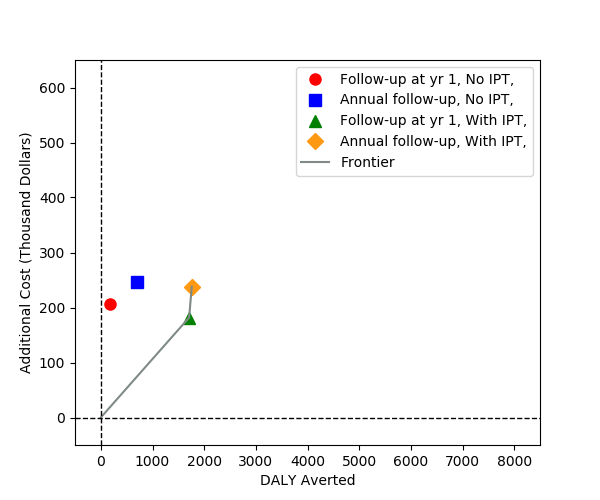 Follow-up at yr 1, No IPT,
Annual follow-up, No IPT,
Follow-up at yr 1, With IPT,
Annual follow-up, With IPT,
Frontier
Additional Cost (Thousand Dollars)
600
500
400
300
200
100
0
0 1000 2000 3000 4000 5000 6000 7000 8000
DALY Averted